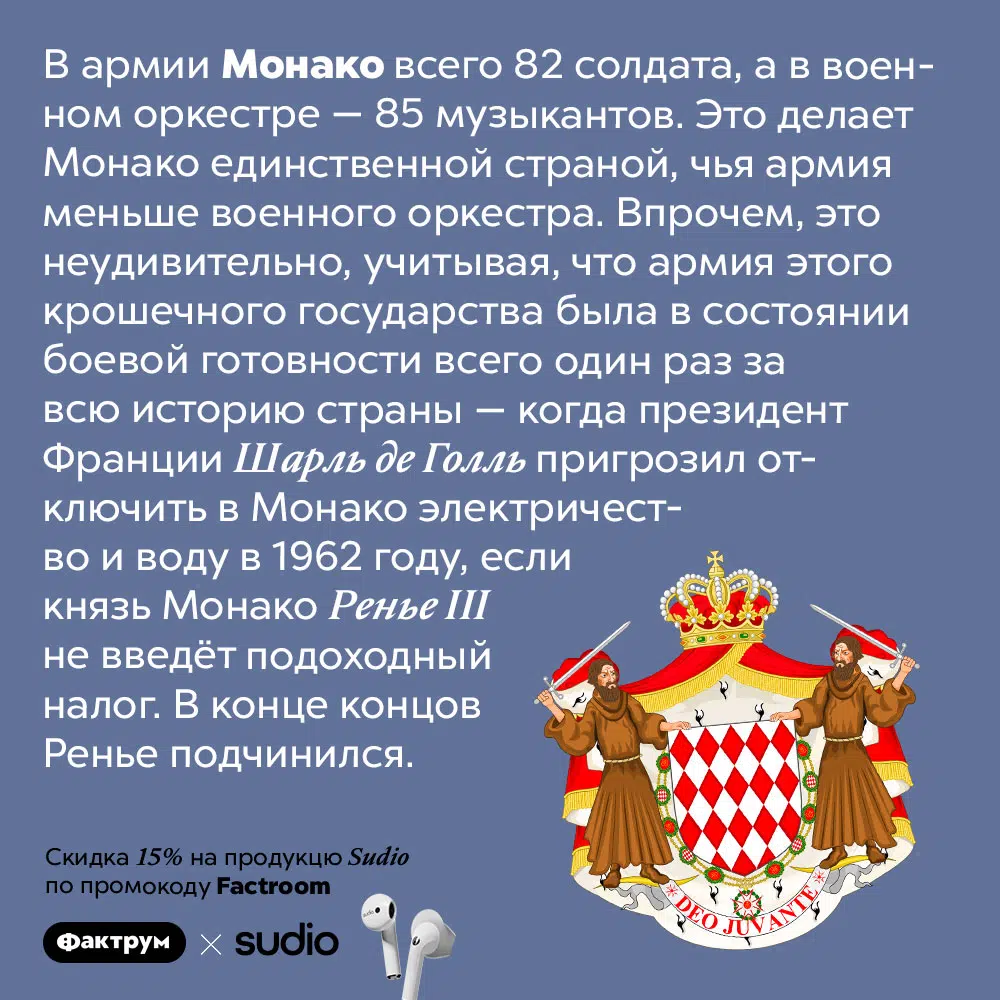 В армии Монако всего 82 солдата, а в воен-
ном оркестре — 85 музыкантов. Это делает
Монако единственной страной, чья армия
меньше военного оркестра. Впрочем, это
неудивительно, учитывая, что армия этого
крошечного государства была в состоянии
боевой готовности всего один раз за
всю историю страны — когда президент
Франции Шарль де Голль пригрозил от-
ключить в Монако электричест-
во и воду в 1962 году, если
князь Монако Ренье III
не введёт подоходный
налог. В конце концов
Ренье подчинился.
DEO JUVANTE
Скидка 15% на продукцю Sudio
по промокоду Factroom
Фактрум × sudio
sudio